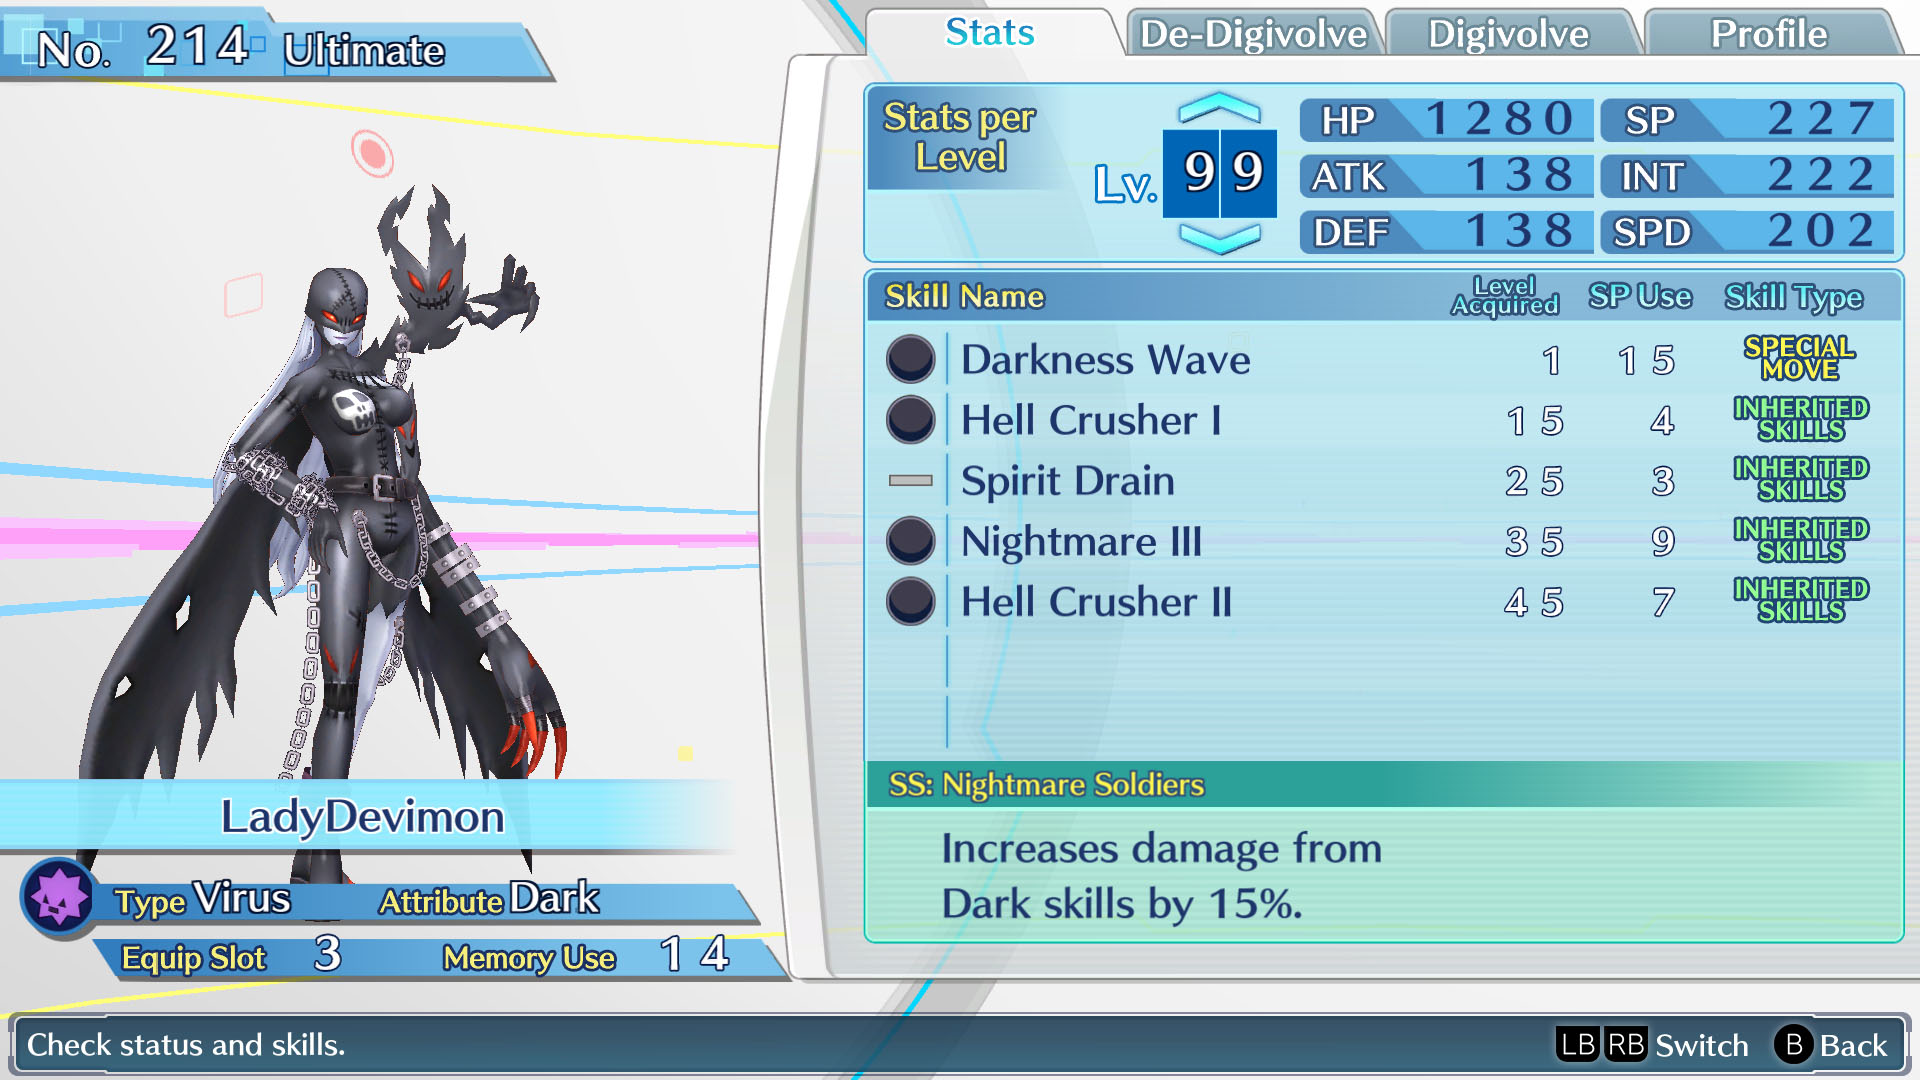 No. 214 Ultimate
Stats De-Digivolve Digivolve Profile
Stats per
Level
Lv. 99
HP 1280 SP 227
ATK 138 INT 222
DEF 138 SPD 202
Skill Name Level Acquired SP Use Skill Type
Darkness Wave 1 15 SPECIAL MOVE
Hell Crusher I 15 4 INHERITED SKILLS
Spirit Drain 25 3 INHERITED SKILLS
Nightmare III 35 9 INHERITED SKILLS
Hell Crusher II 45 7 INHERITED SKILLS
SS: Nightmare Soldiers
Increases damage from
Dark skills by 15%.
LadyDevimon
Type Virus Attribute Dark
Equip Slot 3 Memory Use 14
Check status and skills.
LB RB Switch B Back